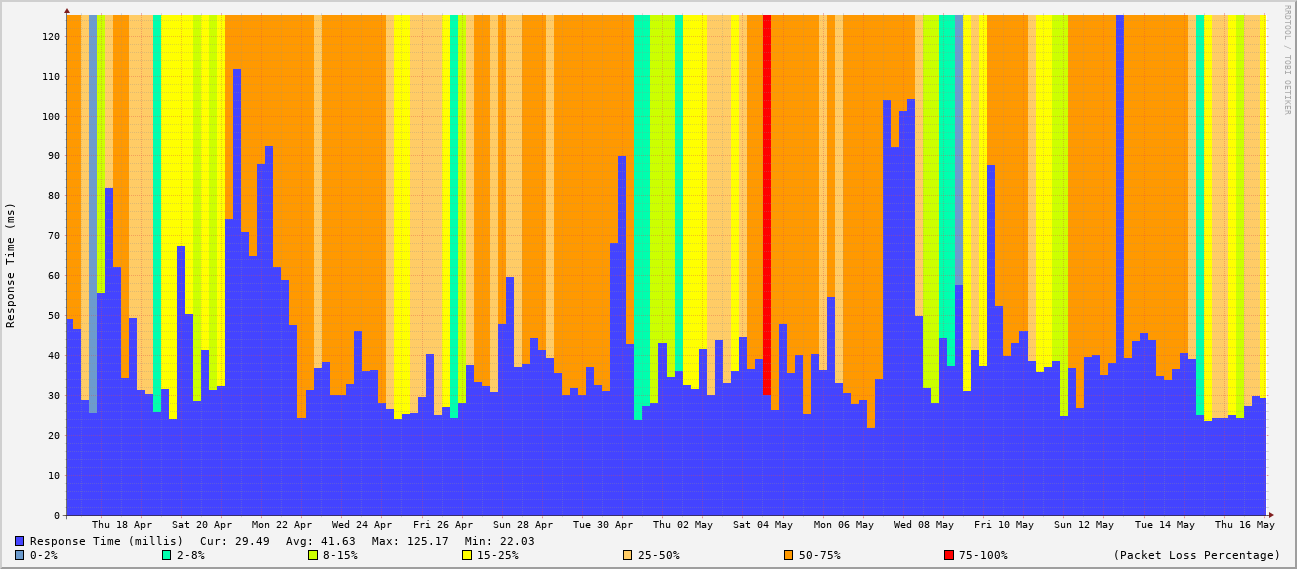 RRDTOOL / TOBI OETIKER
Response Time (ms)
120
110
100
90
80
70
60
50
40
30
20
10
0
Thu 18 Apr Sat 20 Apr Mon 22 Apr Wed 24 Apr Fri 26 Apr Sun 28 Apr Tue 30 Apr Thu 02 May Sat 04 May Mon 06 May Wed 08 May Fri 10 May Sun 12 May Tue 14 May Thu 16 May
Response Time (millis) Cur: 29.49 Avg: 41.63 Max: 125.17 Min: 22.03
0-2% 2-8% 8-15% 15-25% 25-50% 50-75% 75-100% (Packet Loss Percentage)